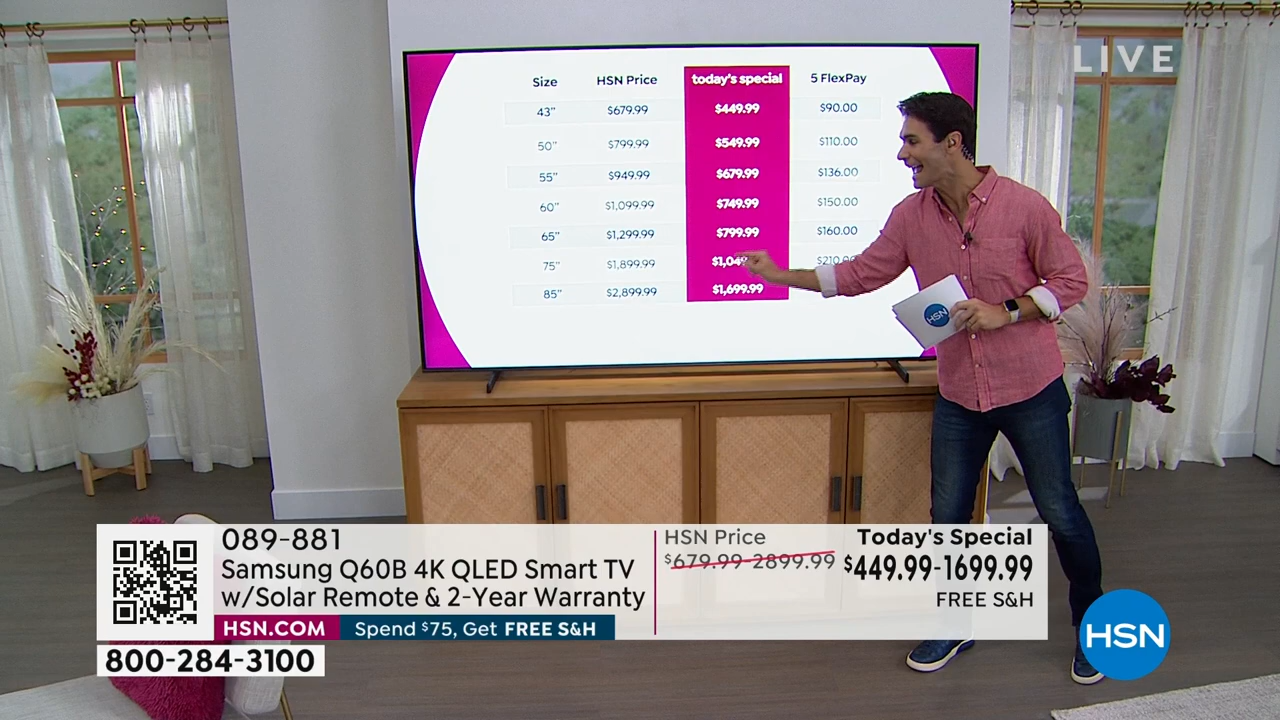 LIVE
Size HSN Price today's special 5 FlexPay
43" $679.99 $449.99 $90.00
50" $799.99 $549.99 $110.00
55" $949.99 $679.99 $136.00
60" $1,099.99 $749.99 $150.00
65" $1,299.99 $799.99 $160.00
75" $1,899.99
85" $2,899.99 $1,699.99
HSN
089-881
Samsung Q60B 4K QLED Smart TV
w/Solar Remote & 2-Year Warranty
HSN Price
$679.99-2899.99
Today's Special
$449.99-1699.99
FREE S&H
HSN.COM Spend $75, Get FREE S&H
800-284-3100
HSN